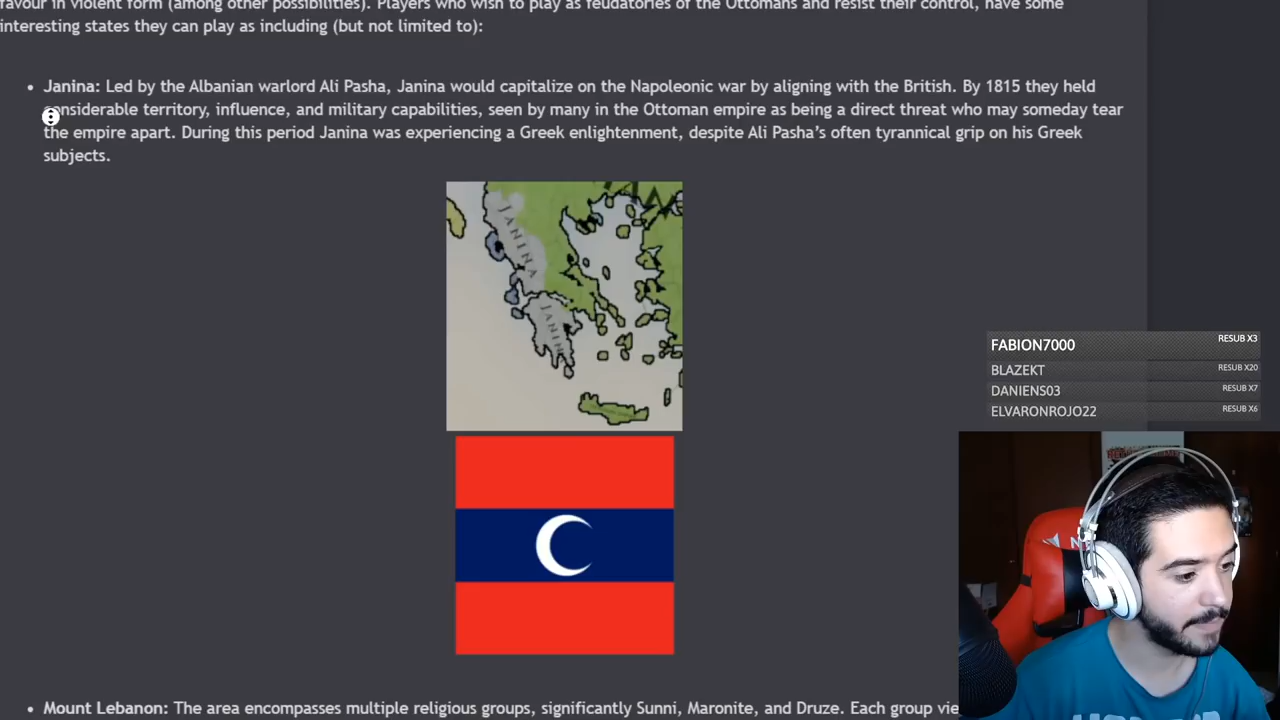 favour in violent form (among other possibilities). Players who wish to play as feudatories of the Ottomans and resist their control, have some
interesting states they can play as including (but not limited to):
• Janina: Led by the Albanian warlord Ali Pasha, Janina would capitalize on the Napoleonic war by aligning with the British. By 1815 they held
considerable territory, influence, and military capabilities, seen by many in the Ottoman empire as being a direct threat who may someday tear
the empire apart. During this period Janina was experiencing a Greek enlightenment, despite Ali Pasha's often tyrannical grip on his Greek
subjects.
JANINA
JANIN
FABION7000 RESUB X3
BLAZEKT RESUB X20
DANIENS03 RESUB X7
ELVARONROJO22 RESUB X6
• Mount Lebanon: The area encompasses multiple religious groups, significantly Sunni, Maronite, and Druze. Each group vie